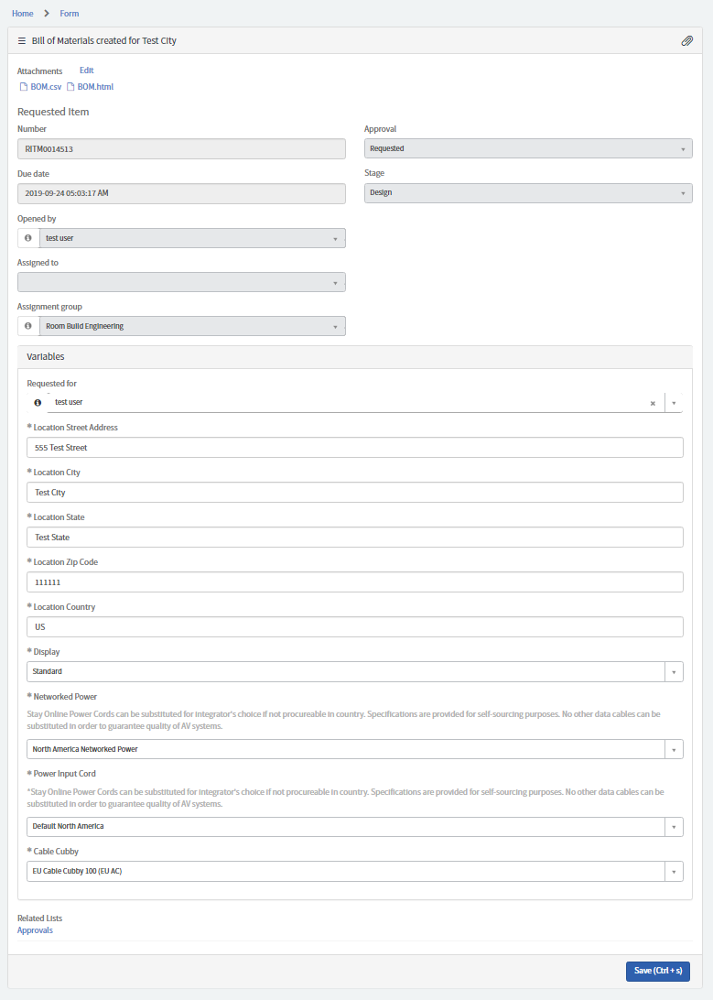 Home > Form
☰ Bill of Materials created for Test City
Attachments Edit
BOM.csv BOM.html
Requested Item
Number
RITM0014513
Approval
Requested
Due date
2019-09-24 05:03:17 AM
Stage
Design
Opened by
test user
Assigned to
Assignment group
Room Build Engineering
Variables
Requested for
test user
* Location Street Address
555 Test Street
* Location City
Test City
* Location State
Test State
* Location Zip Code
111111
* Location Country
US
* Display
Standard
* Networked Power
Stay Online Power Cords can be substituted for integrator's choice if not procureable in country. Specifications are provided for self-sourcing purposes. No other data cables can be
substituted in order to guarantee quality of AV systems.
North America Networked Power
* Power Input Cord
*Stay Online Power Cords can be substituted for integrator's choice if not procureable in country. Specifications are provided for self-sourcing purposes. No other data cables can be
substituted in order to guarantee quality of AV systems.
Default North America
* Cable Cubby
EU Cable Cubby 100 (EU AC)
Related Lists
Approvals
Save (Ctrl + s)